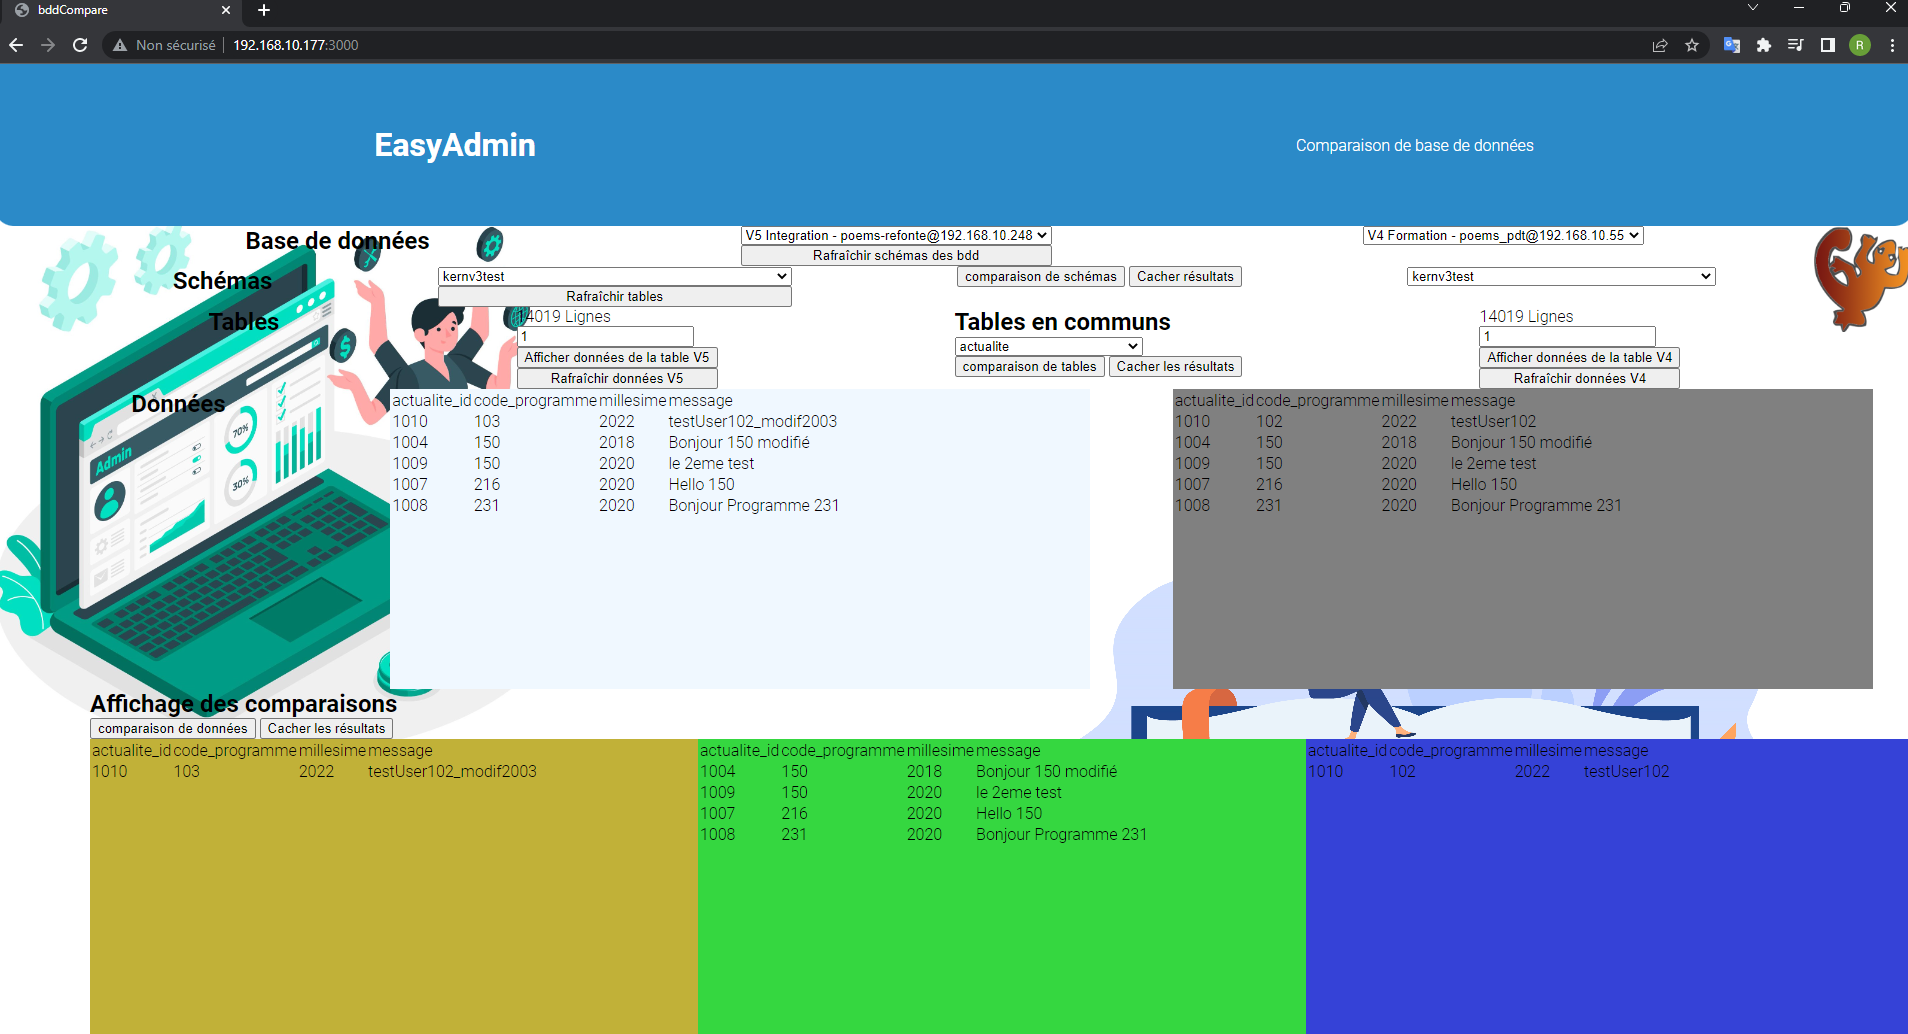 bddCompare
Non sécurisé 192.168.10.177:3000
R
EasyAdmin
Comparaison de base de données
Base de données
V5 Integration - poems-refonte@192.168.10.248
V4 Formation - poems_pdt@192.168.10.55
Rafraîchir schémas des bdd
Schémas
kernv3test
comparaison de schémas Cacher résultats
kernv3test
Rafraîchir tables
Tables
14019 Lignes
Tables en communs
14019 Lignes
1
actualite
1
Afficher données de la table V5
comparaison de tables Cacher les résultats
Afficher données de la table V4
Rafraîchir données V5
Rafraîchir données V4
Données
actualite_id code_programme millesime message
1010 103 2022 testUser102_modif2003
1004 150 2018 Bonjour 150 modifié
1009 150 2020 le 2eme test
1007 216 2020 Hello 150
1008 231 2020 Bonjour Programme 231
actualite_id code_programme millesime message
1010 102 2022 testUser102
1004 150 2018 Bonjour 150 modifié
1009 150 2020 le 2eme test
1007 216 2020 Hello 150
1008 231 2020 Bonjour Programme 231
Admin
70%
30%
Affichage des comparaisons
comparaison de données Cacher les résultats
actualite_id code_programme millesime message
1010 103 2022 testUser102_modif2003
actualite_id code_programme millesime message
1004 150 2018 Bonjour 150 modifié
1009 150 2020 le 2eme test
1007 216 2020 Hello 150
1008 231 2020 Bonjour Programme 231
actualite_id code_programme millesime message
1010 102 2022 testUser102